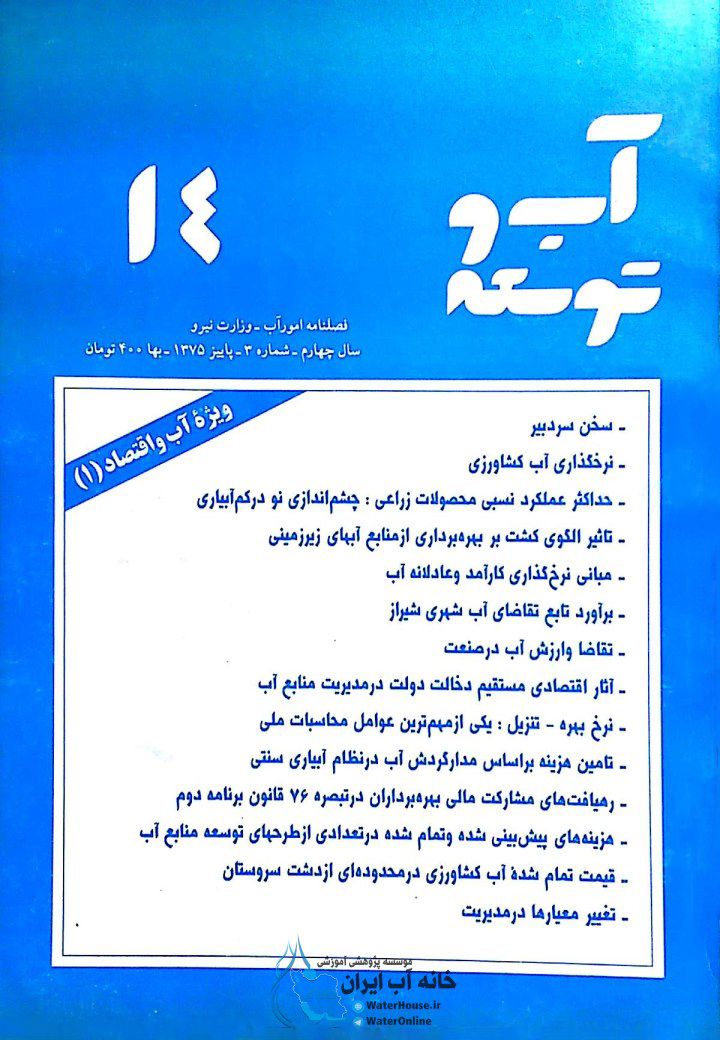 آب و
توسعه
۱۴
فصلنامه امورآب - وزارت نیرو
سال چهارم - شماره ۳ - پاییز ۱۳۷۵ - بها ۴۰۰ تومان
ویژهٔ آب و اقتصاد (۱)
- سخن سردبیر
- نرخگذاری آب کشاورزی
- حداکثر عملکرد نسبی محصولات زراعی : چشم‌اندازی نو درکم‌آبیاری
- تاثیر الگوی کشت بر بهره‌برداری ازمنابع آبهای زیرزمینی
- مبانی نرخ‌گذاری کارآمد وعادلانه آب
- برآورد تابع تقاضای آب شهری شیراز
- تقاضا وارزش آب درصنعت
- آثار اقتصادی مستقیم دخالت دولت درمدیریت منابع آب
- نرخ بهره - تنزیل : یکی ازمهم‌ترین عوامل محاسبات ملی
- تامین هزینه براساس مدارگردش آب درنظام آبیاری سنتی
- رهیافت‌های مشارکت مالی بهره‌برداران درتبصره ۷۶ قانون برنامه دوم
- هزینه‌های پیش‌بینی شده وتمام شده درتعدادی ازطرحهای توسعه منابع آب
- قیمت تمام شدهٔ آب کشاورزی درمحدوده‌ای ازدشت سروستان
- تغییر معیارها درمدیریت
موسسه پژوهشی آموزشی
خانه آب ایران
WaterHouse.ir
WaterOnline